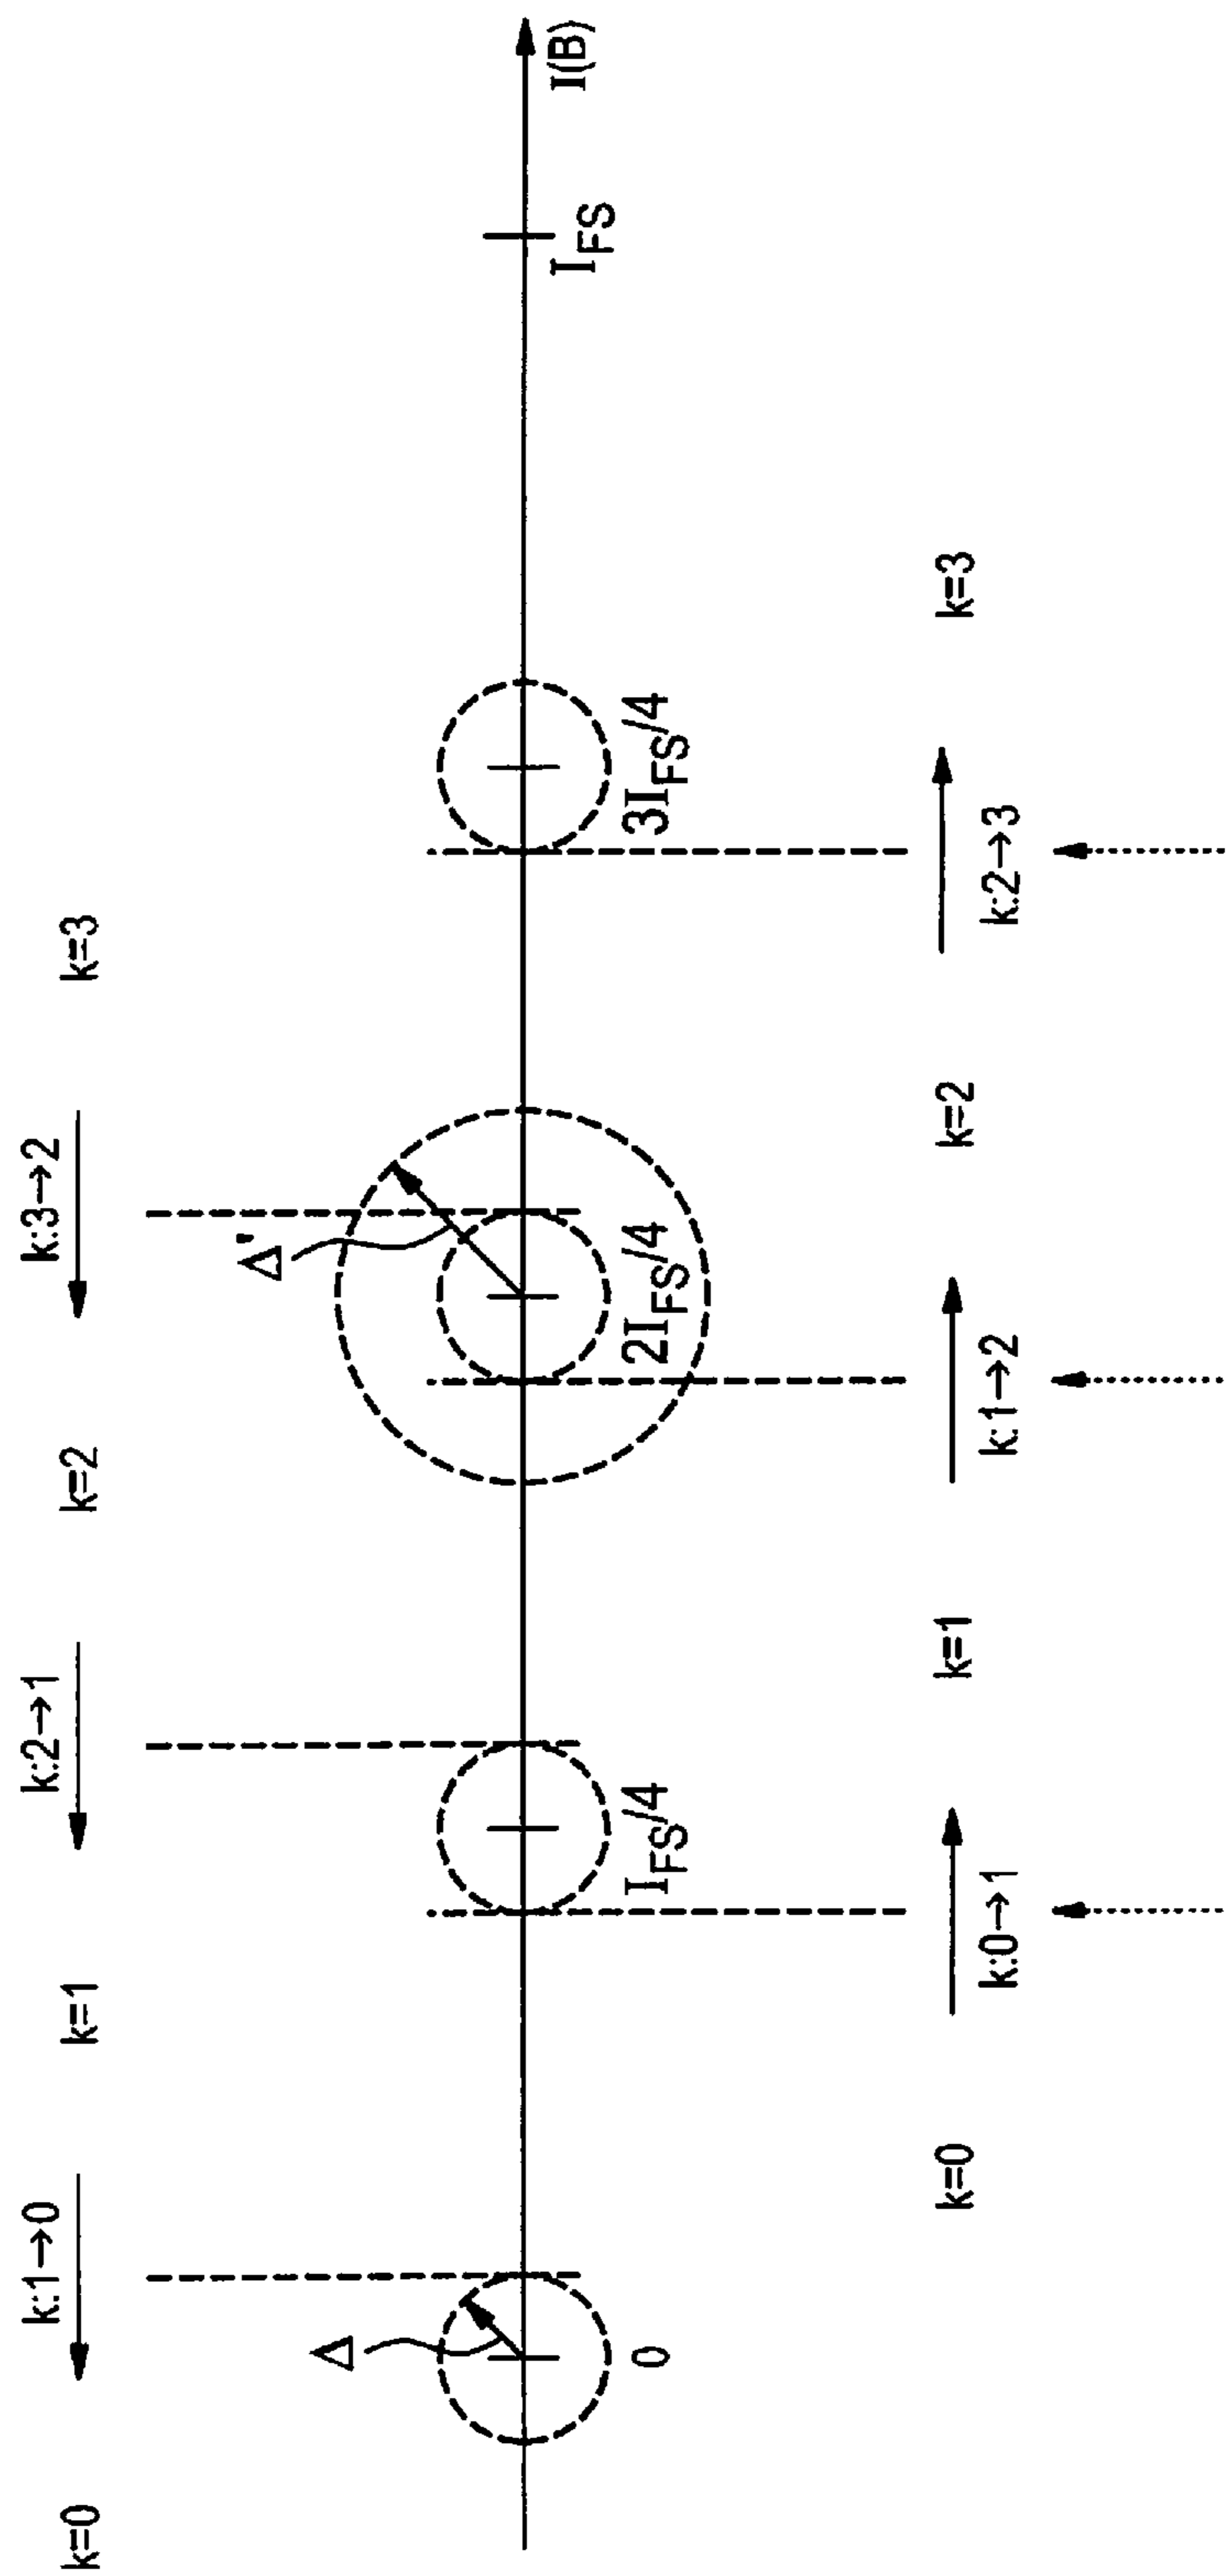 k:1→0 k:2→1 k:3→2
k=0 k=1 k=2 k=3
Δ Δ'
I(B)
I_FS
0 I_FS/4 2I_FS/4 3I_FS/4
k=0 k=1 k=2 k=3
k:0→1 k:1→2 k:2→3